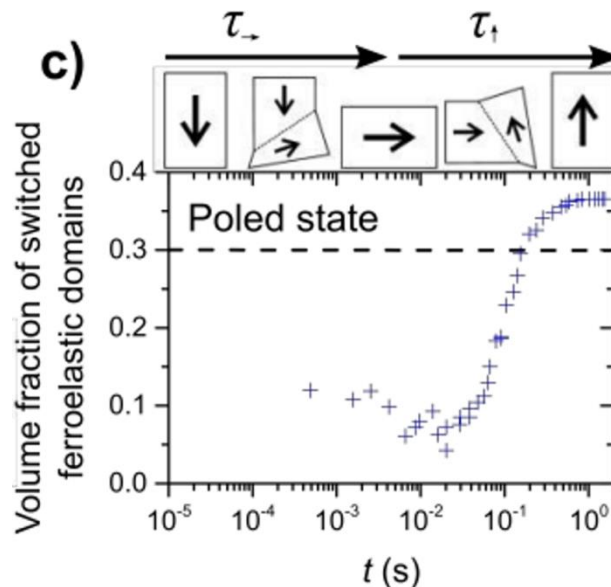 τ→ τ↑
c)
Volume fraction of switched
ferroelastic domains
0.4
0.3
0.2
0.1
0.0
Poled state
10⁻⁵ 10⁻⁴ 10⁻³ 10⁻² 10⁻¹ 10⁰
t (s)